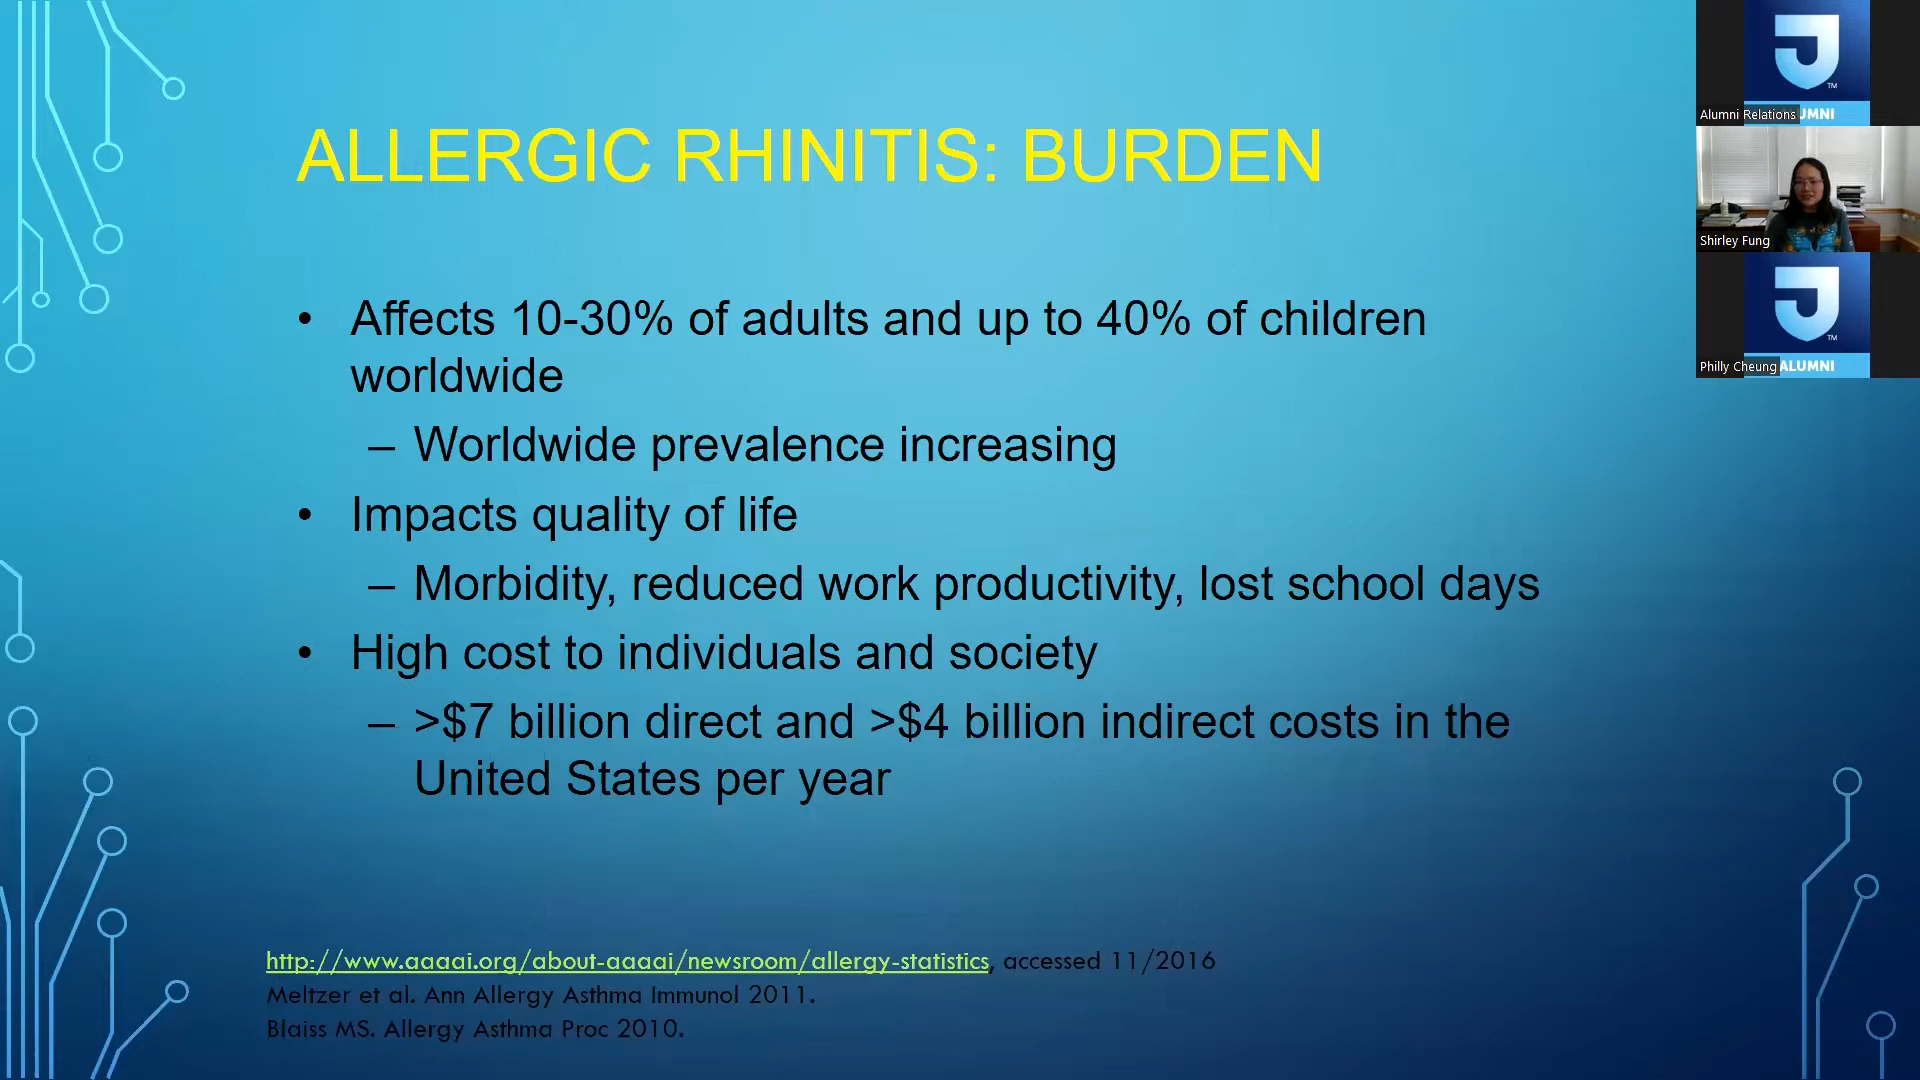 ALLERGIC RHINITIS: BURDEN
• Affects 10-30% of adults and up to 40% of children
worldwide
– Worldwide prevalence increasing
• Impacts quality of life
– Morbidity, reduced work productivity, lost school days
• High cost to individuals and society
– >$7 billion direct and >$4 billion indirect costs in the
United States per year
http://www.aaaai.org/about-aaaai/newsroom/allergy-statistics, accessed 11/2016
Meltzer et al. Ann Allergy Asthma Immunol 2011.
Blaiss MS. Allergy Asthma Proc 2010.
J TM
Alumni Relations UMNI
Shirley Fung
J TM
Philly Cheung ALUMNI